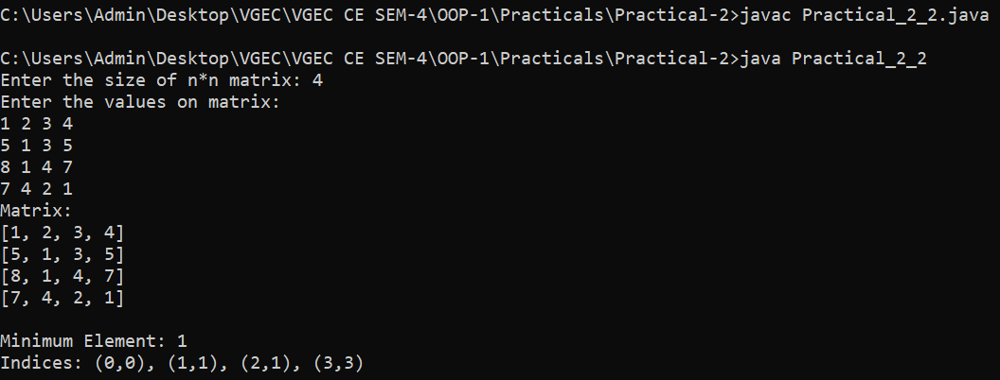 C:\Users\Admin\Desktop\VGEC\VGEC CE SEM-4\OOP-1\Practicals\Practical-2>javac Practical_2_2.java
C:\Users\Admin\Desktop\VGEC\VGEC CE SEM-4\OOP-1\Practicals\Practical-2>java Practical_2_2
Enter the size of n*n matrix: 4
Enter the values on matrix:
1 2 3 4
5 1 3 5
8 1 4 7
7 4 2 1
Matrix:
[1, 2, 3, 4]
[5, 1, 3, 5]
[8, 1, 4, 7]
[7, 4, 2, 1]
Minimum Element: 1
Indices: (0,0), (1,1), (2,1), (3,3)